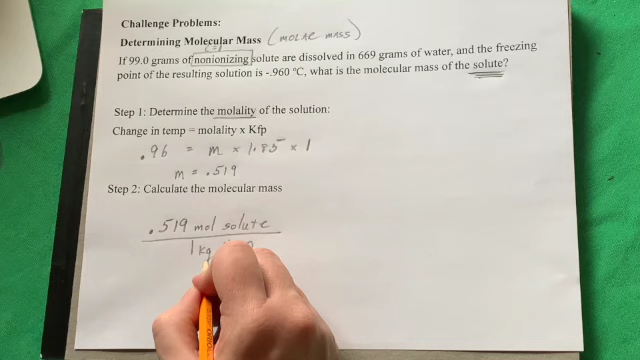 Challenge Problems:
Determining Molecular Mass (MOLAR MASS)
i=1
If 99.0 grams of nonionizing solute are dissolved in 669 grams of water, and the freezing
point of the resulting solution is -.960 °C, what is the molecular mass of the solute?
Step 1: Determine the molality of the solution:
Change in temp = molality x Kfp
.96 = m x 1.85 x 1
m = .519
Step 2: Calculate the molecular mass
.519 mol solute
1 kg